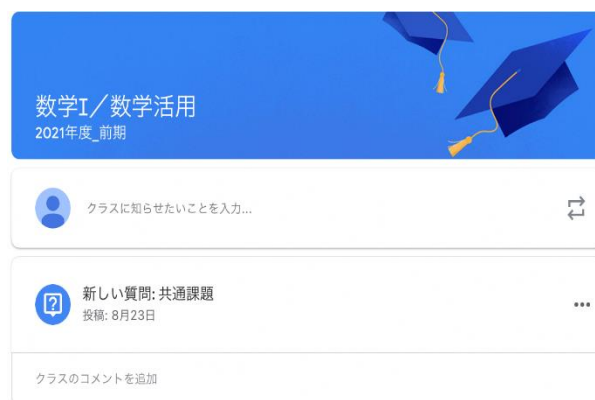 数学I／数学活用
2021年度_前期
クラスに知らせたいことを入力...
新しい質問: 共通課題
投稿: 8月23日
クラスのコメントを追加